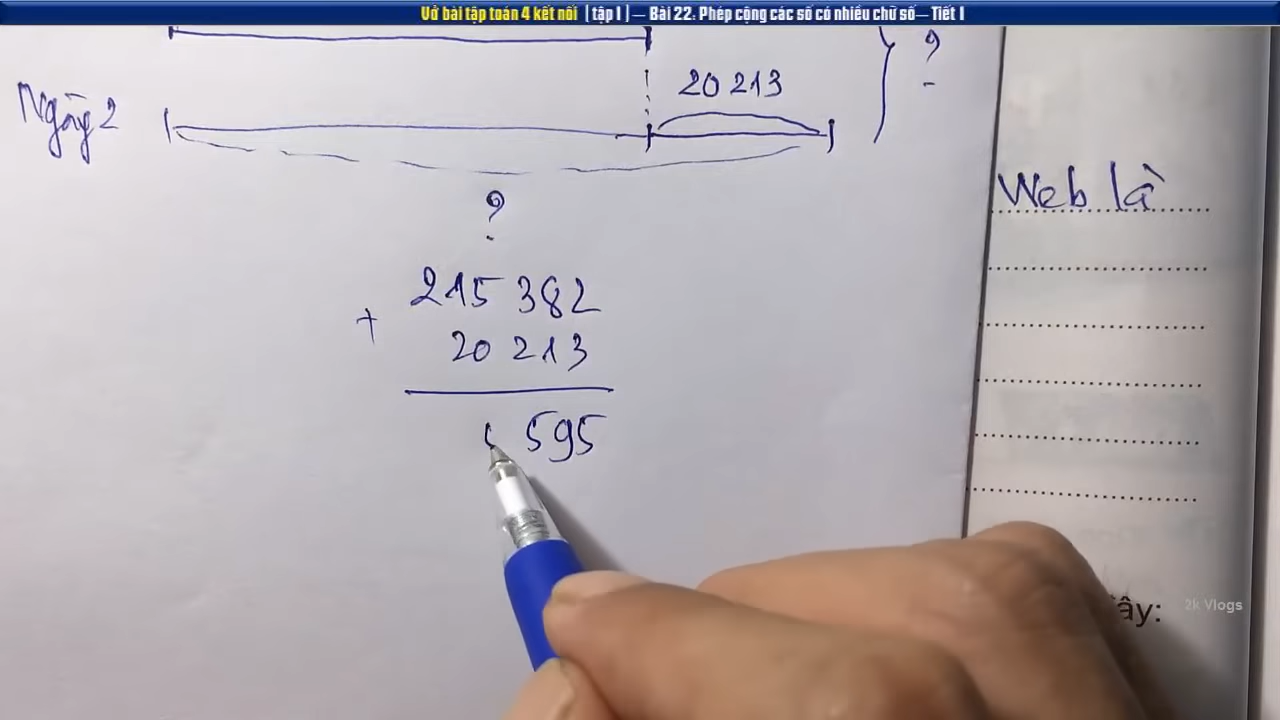 Vở bài tập toán 4 kết nối (tập 1) – Bài 22: Phép cộng các số có nhiều chữ số – Tiết 1
?
20 213
Ngày 2
?
215 382
+
20 213
5 595
Web là
ây:
2k Vlogs